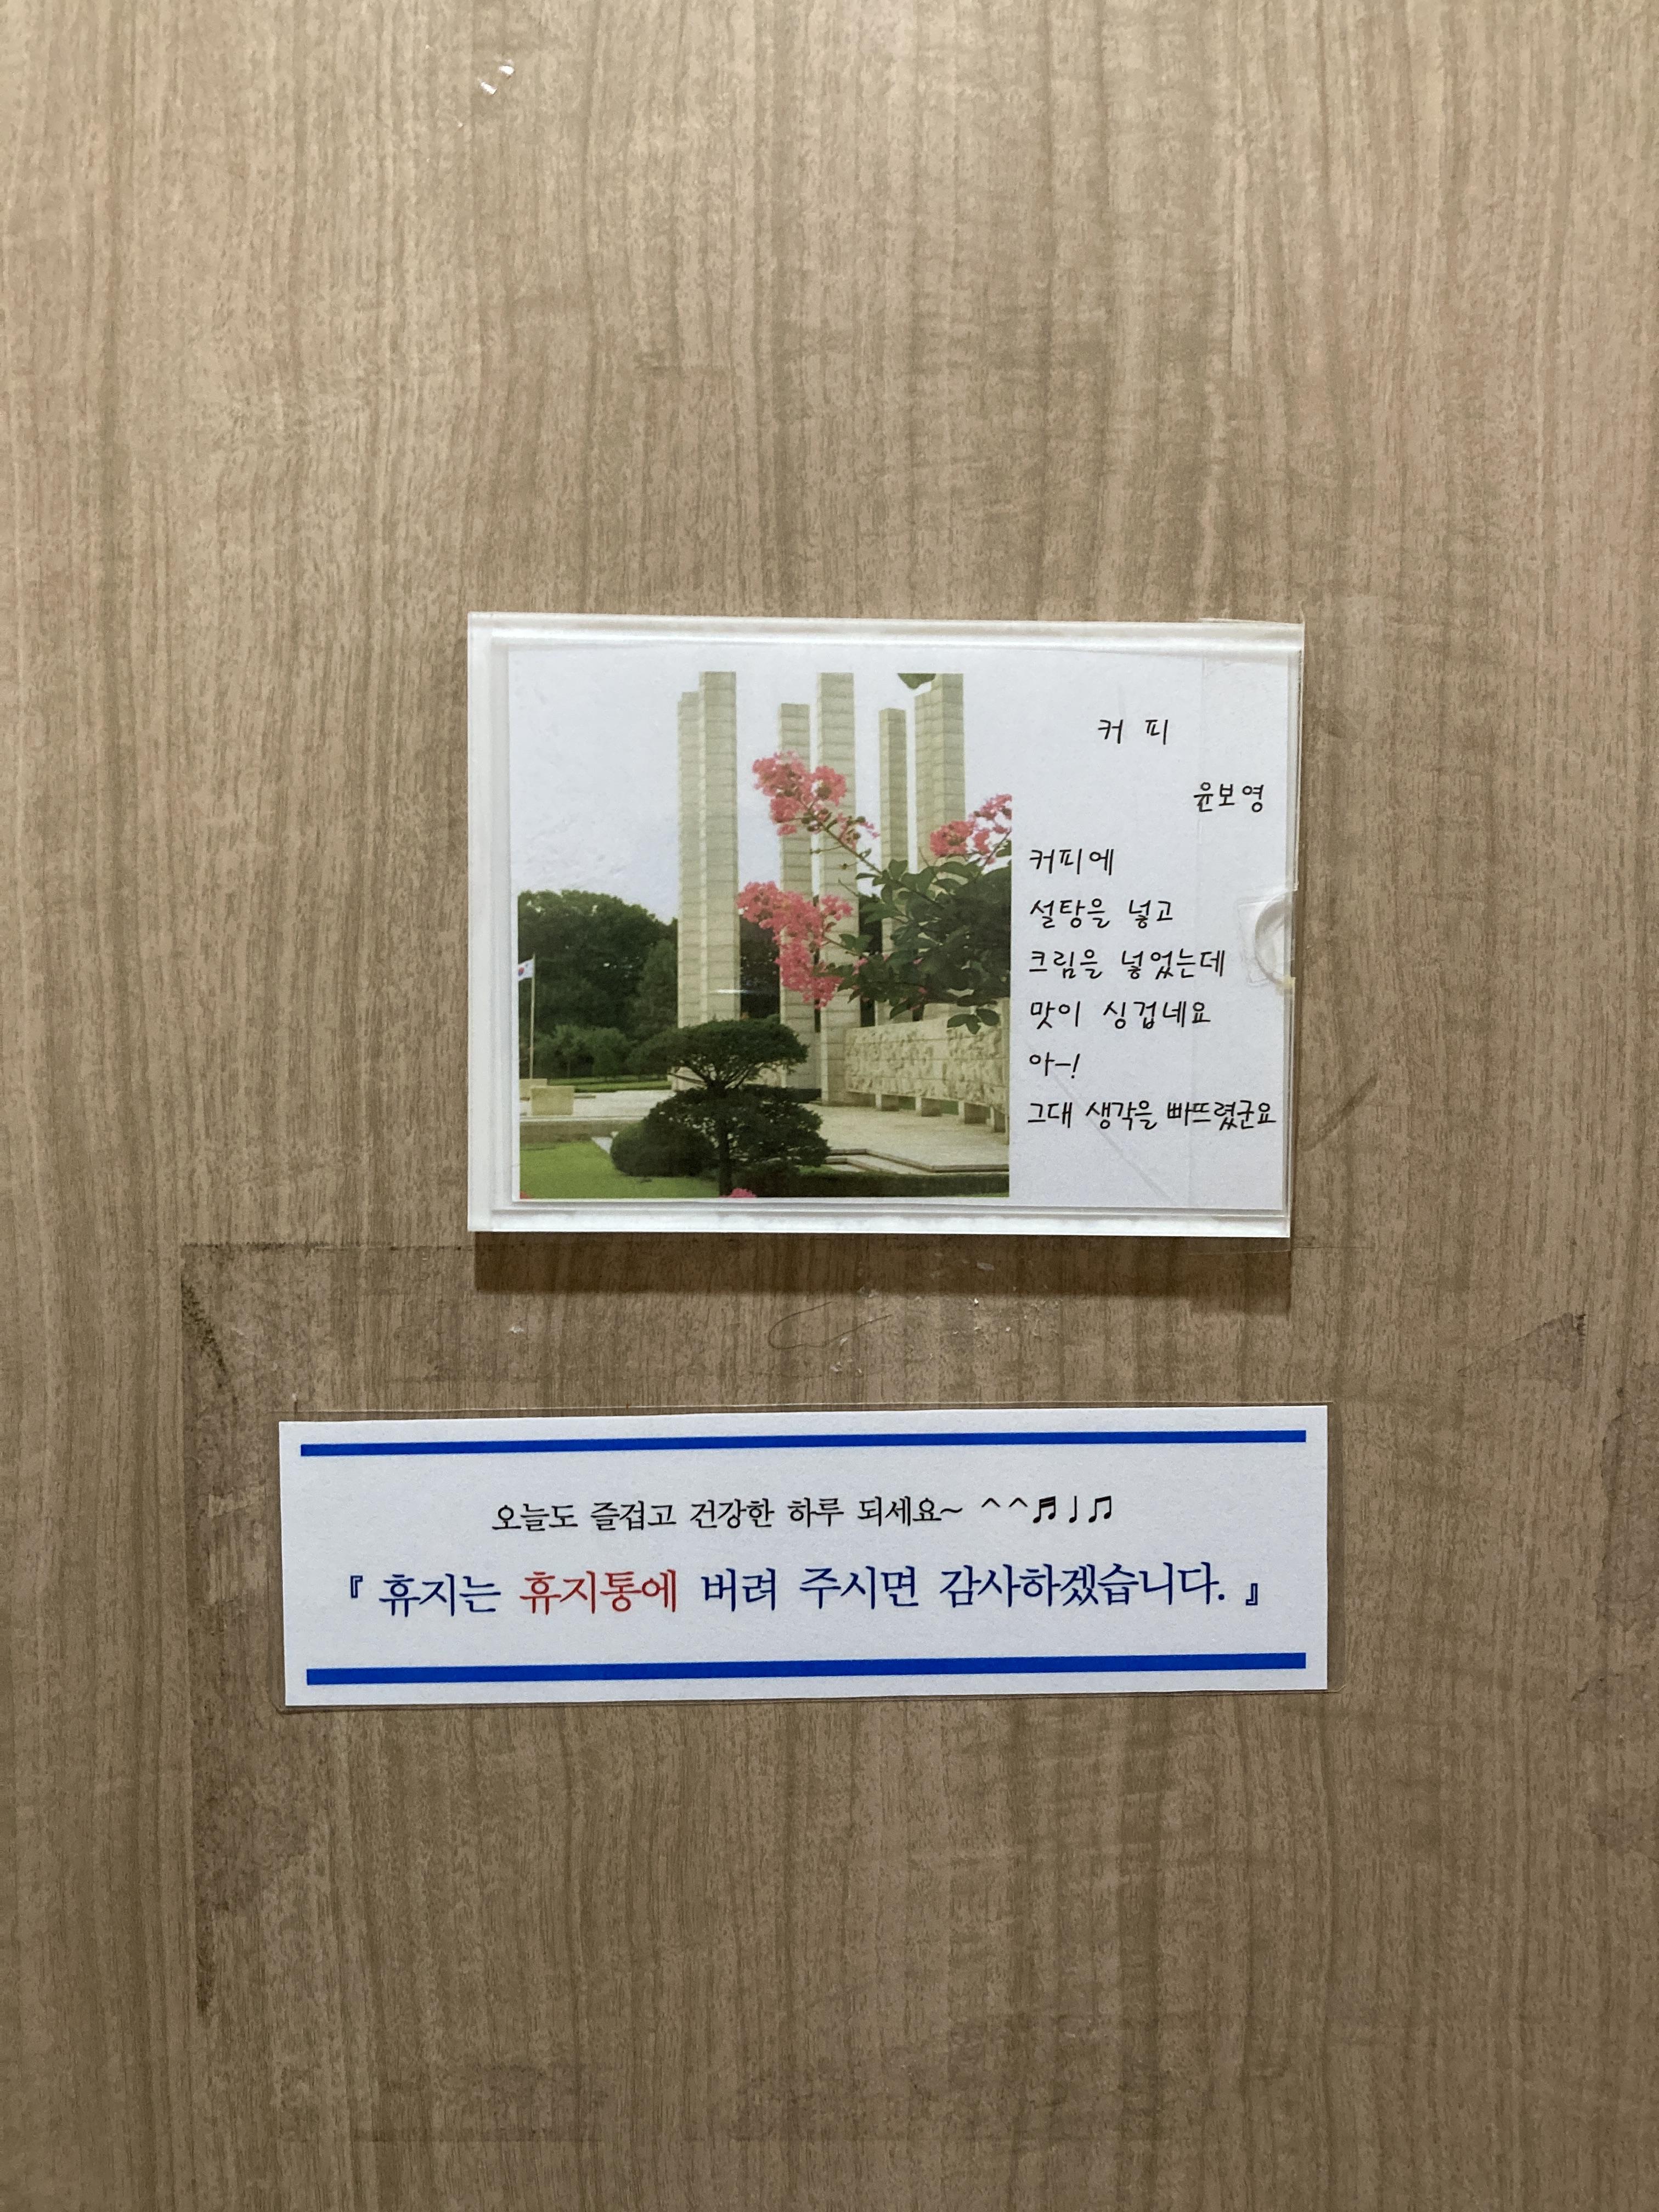 커 피
윤보영
커피에
설탕을 넣고
크림을 넣었는데
맛이 싱겁네요
아-!
그대 생각을 빠뜨렸군요
오늘도 즐겁고 건강한 하루 되세요~ ^^♬♩♫
『 휴지는 휴지통에 버려 주시면 감사하겠습니다. 』